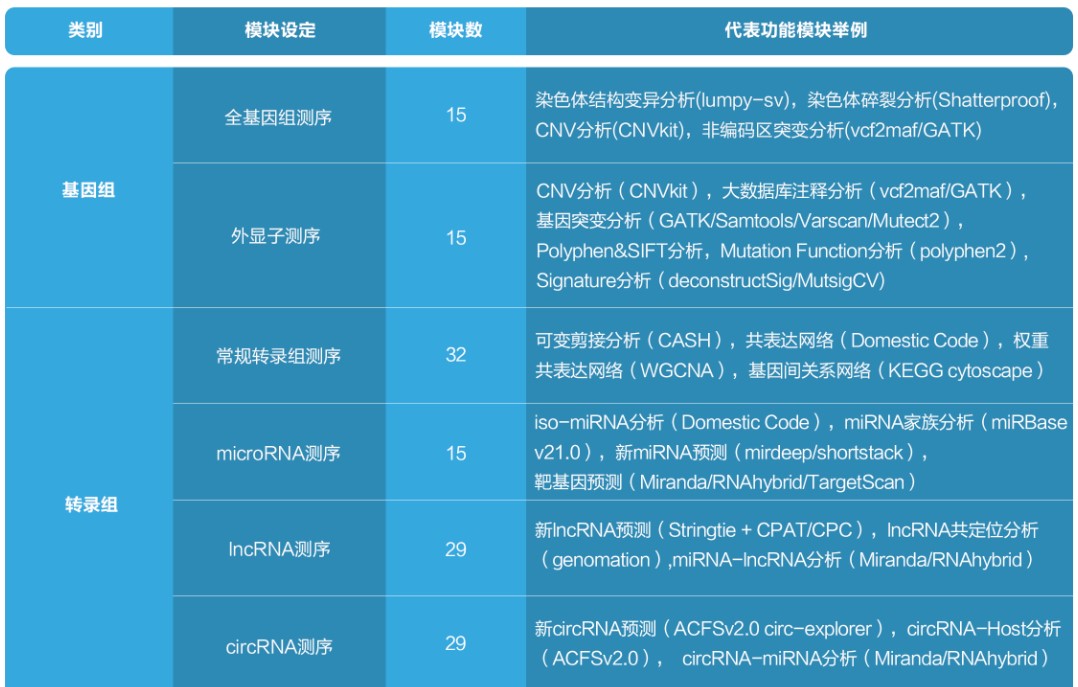 类别 模块设定 模块数 代表功能模块举例
基因组
全基因组测序 15
染色体结构变异分析(lumpy-sv)，染色体碎裂分析(Shatterproof)，
CNV分析(CNVkit)，非编码区突变分析(vcf2maf/GATK)
外显子测序 15
CNV分析（CNVkit），大数据库注释分析（vcf2maf/GATK），
基因突变分析（GATK/Samtools/Varscan/Mutect2），
Polyphen&SIFT分析，Mutation Function分析（polyphen2），
Signature分析（deconstructSig/MutsigCV)
转录组
常规转录组测序 32
可变剪接分析（CASH），共表达网络（Domestic Code），权重
共表达网络（WGCNA），基因间关系网络（KEGG cytoscape）
microRNA测序 15
iso-miRNA分析（Domestic Code），miRNA家族分析（miRBase
v21.0），新miRNA预测（mirdeep/shortstack），
靶基因预测（Miranda/RNAhybrid/TargetScan）
lncRNA测序 29
新lncRNA预测（Stringtie + CPAT/CPC），lncRNA共定位分析
（genomation）,miRNA-lncRNA分析（Miranda/RNAhybrid）
circRNA测序 29
新circRNA预测（ACFSv2.0 circ-explorer），circRNA-Host分析
（ACFSv2.0）， circRNA-miRNA分析（Miranda/RNAhybrid）